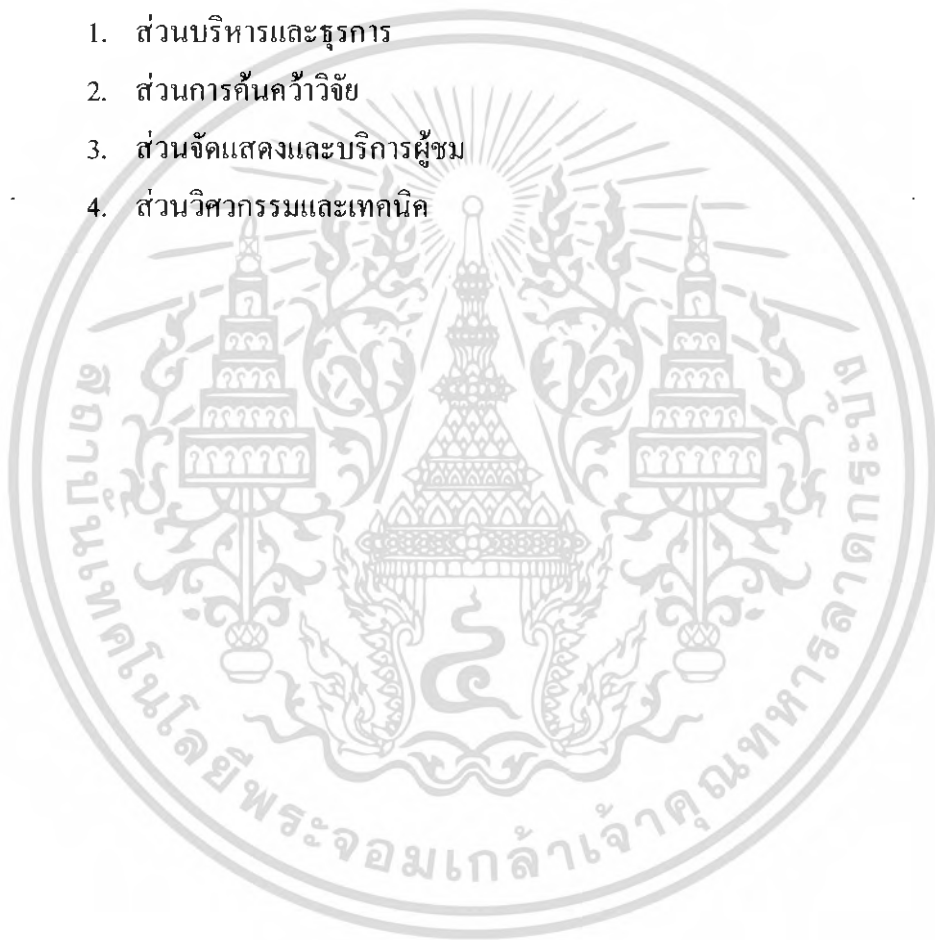 1. ส่วนบริหารและธุรการ
2. ส่วนการค้นคว้าวิจัย
3. ส่วนจัดแสดงและบริการผู้ชม
4. ส่วนวิศวกรรมและเทคนิค
๔
สถาบันเทคโนโลยีพระจอมเกล้าเจ้าคุณทหารลาดกระบัง